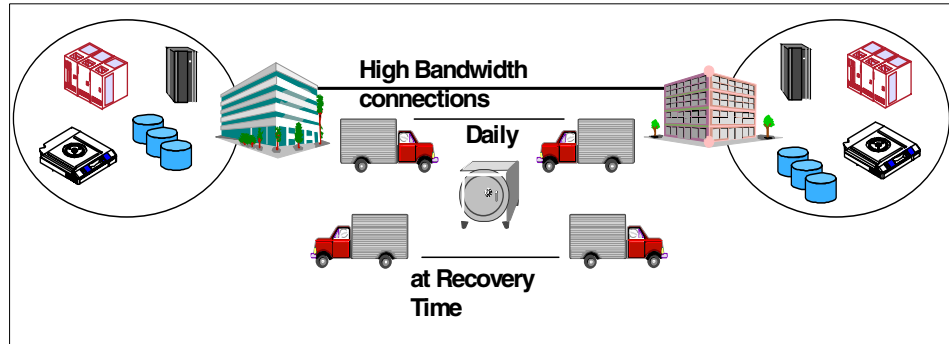 High Bandwidth
connections
Daily
at Recovery
Time